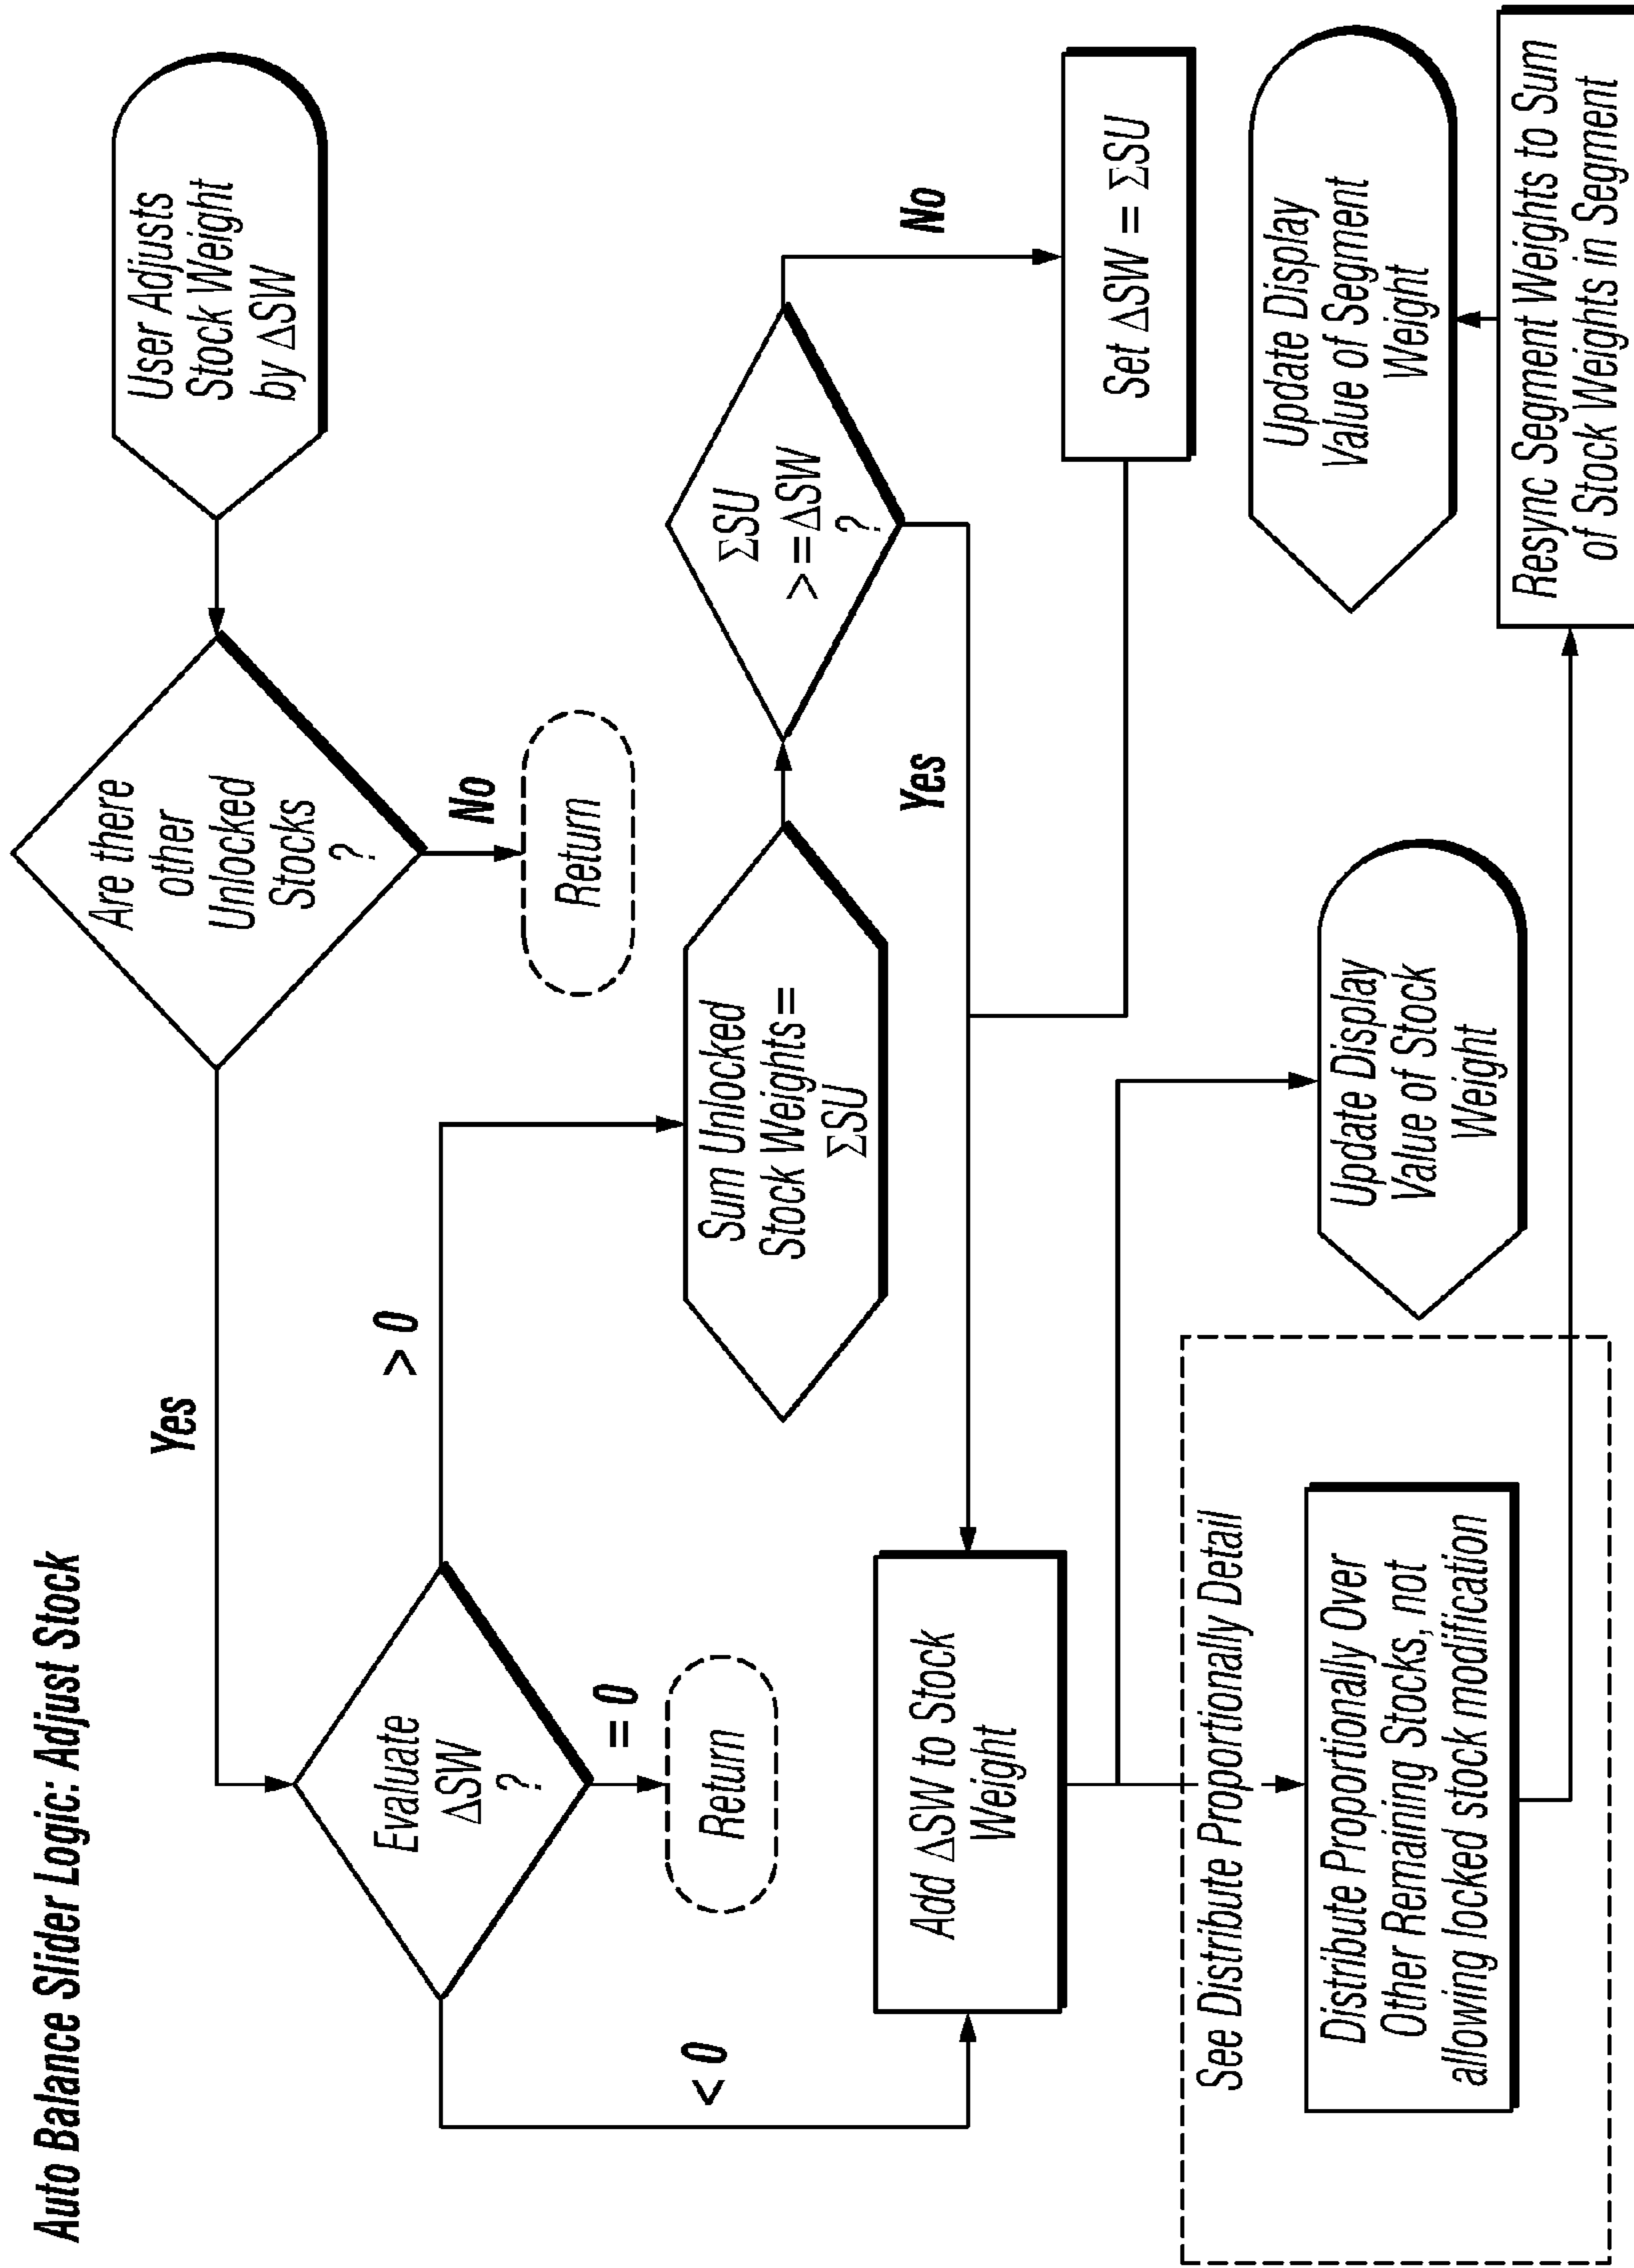 Auto Balance Slider Logic: Adjust Stock
User Adjusts
Stock Weight
by ΔSW
Are there
other
Unlocked
Stocks
?
Yes
No
Return
Evaluate
ΔSW
?
> 0
= 0
< 0
Return
Sum Unlocked
Stock Weights=
ΣSU
ΣSU
>=ΔSW
?
Yes
No
Set ΔSW = ΣSU
Add ΔSW to Stock
Weight
Update Display
Value of Stock
Weight
See Distribute Proportionally Detail
Distribute Proportionally Over
Other Remaining Stocks, not
allowing locked stock modification
Resync Segment Weights to Sum
of Stock Weights in Segment
Update Display
Value of Segment
Weight